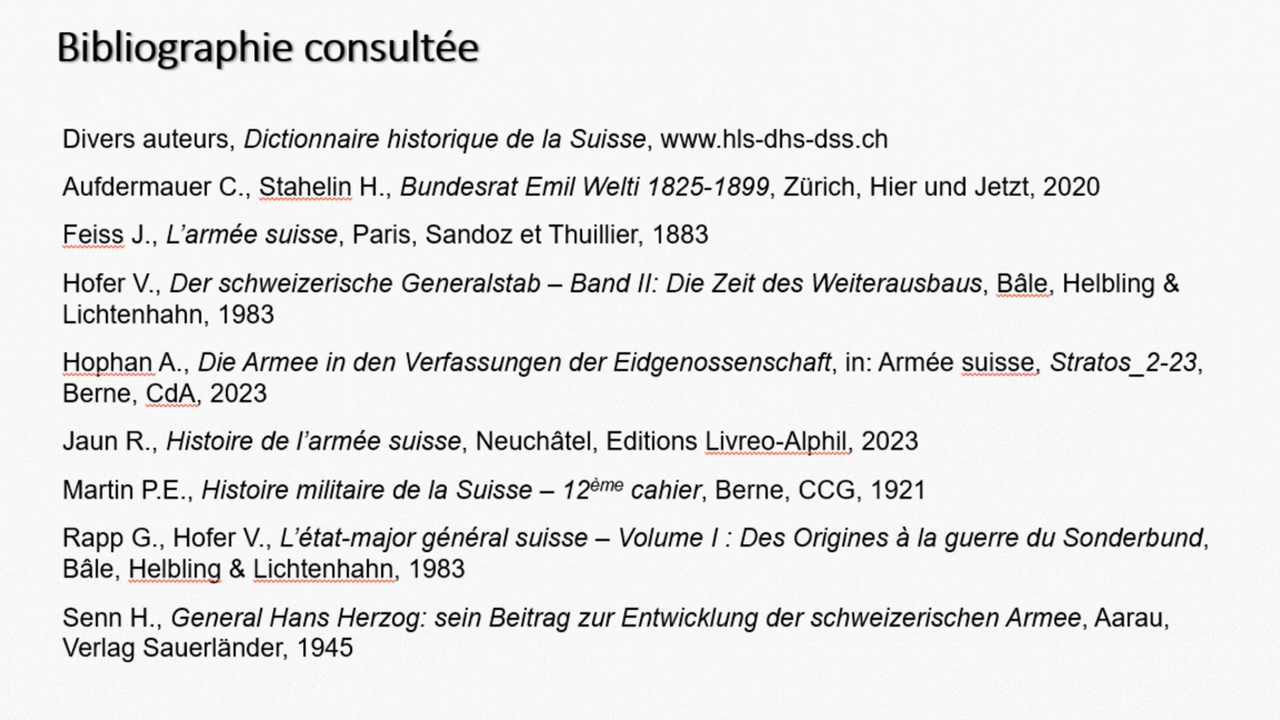 Bibliographie consultée
Divers auteurs, Dictionnaire historique de la Suisse, www.hls-dhs-dss.ch
Aufdermauer C., Stahelin H., Bundesrat Emil Welti 1825-1899, Zürich, Hier und Jetzt, 2020
Feiss J., L’armée suisse, Paris, Sandoz et Thuillier, 1883
Hofer V., Der schweizerische Generalstab – Band II: Die Zeit des Weiterausbaus, Bâle, Helbling &
Lichtenhahn, 1983
Hophan A., Die Armee in den Verfassungen der Eidgenossenschaft, in: Armée suisse, Stratos_2-23,
Berne, CdA, 2023
Jaun R., Histoire de l’armée suisse, Neuchâtel, Editions Livreo-Alphil, 2023
Martin P.E., Histoire militaire de la Suisse – 12ème cahier, Berne, CCG, 1921
Rapp G., Hofer V., L’état-major général suisse – Volume I : Des Origines à la guerre du Sonderbund,
Bâle, Helbling & Lichtenhahn, 1983
Senn H., General Hans Herzog: sein Beitrag zur Entwicklung der schweizerischen Armee, Aarau,
Verlag Sauerländer, 1945